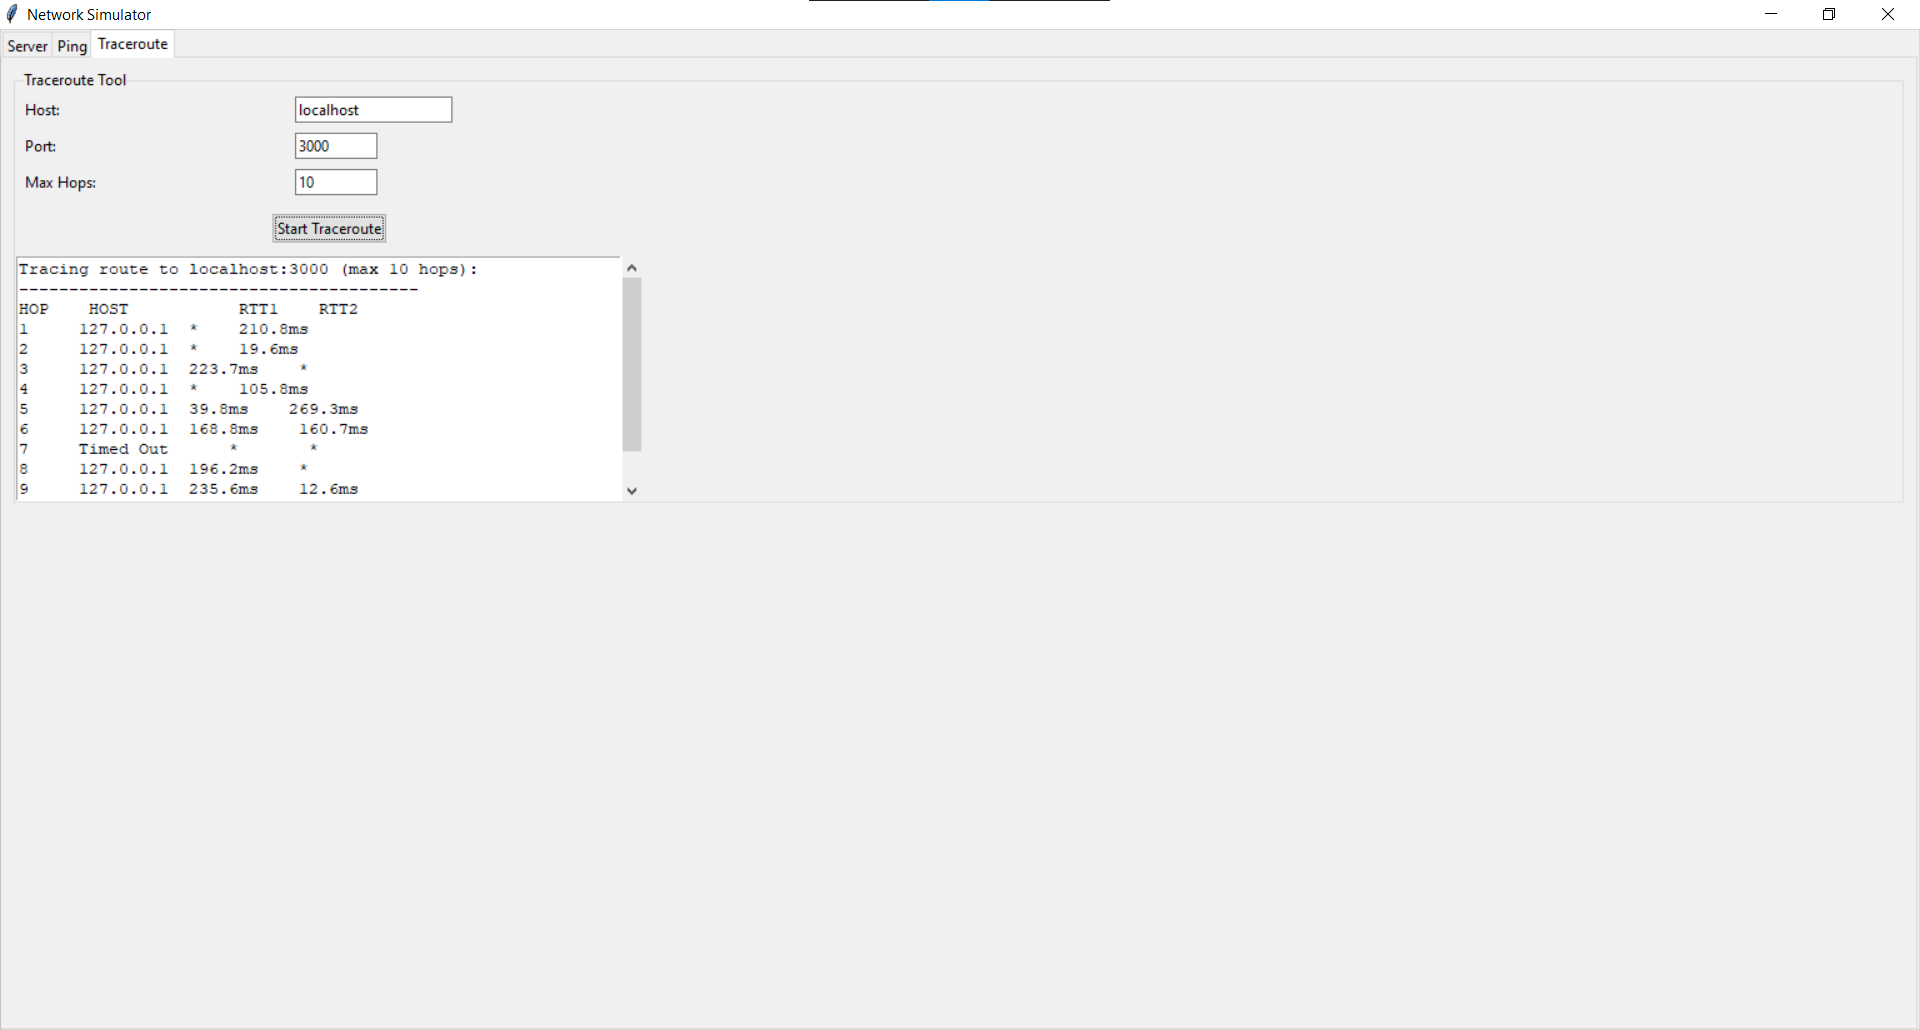 Network Simulator
Server Ping Traceroute
Traceroute Tool
Host: localhost
Port: 3000
Max Hops: 10
Start Traceroute
Tracing route to localhost:3000 (max 10 hops):
----------------------------------------
HOP    HOST           RTT1    RTT2
1     127.0.0.1  *    210.8ms
2     127.0.0.1  *    19.6ms
3     127.0.0.1  223.7ms    *
4     127.0.0.1  *    105.8ms
5     127.0.0.1  39.8ms    269.3ms
6     127.0.0.1  168.8ms    160.7ms
7     Timed Out      *       *
8     127.0.0.1  196.2ms    *
9     127.0.0.1  235.6ms    12.6ms